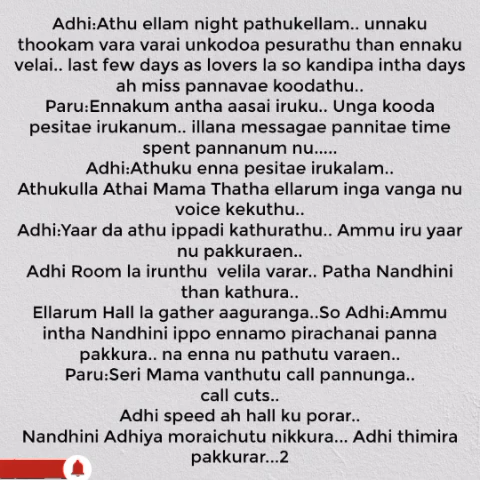 Adhi:Athu ellam night pathukellam.. unnaku
thookam vara varai unkodoa pesurathu than ennaku
velai.. last few days as lovers la so kandipa intha days
ah miss pannavae koodathu..
Paru:Ennakum antha aasai iruku.. Unga kooda
pesitae irukanum.. illana messagae pannitae time
spent pannanum nu.....
Adhi:Athuku enna pesitae irukalam..
Athukulla Athai Mama Thatha ellarum inga vanga nu
voice kekuthu..
Adhi:Yaar da athu ippadi kathurathu.. Ammu iru yaar
nu pakkuraen..
Adhi Room la irunthu velila varar.. Patha Nandhini
than kathura..
Ellarum Hall la gather aaguranga..So Adhi:Ammu
intha Nandhini ippo ennamo pirachanai panna
pakkura.. na enna nu pathutu varaen..
Paru:Seri Mama vanthutu call pannunga..
call cuts..
Adhi speed ah hall ku porar..
Nandhini Adhiya moraichutu nikkura... Adhi thimira
pakkurar...2